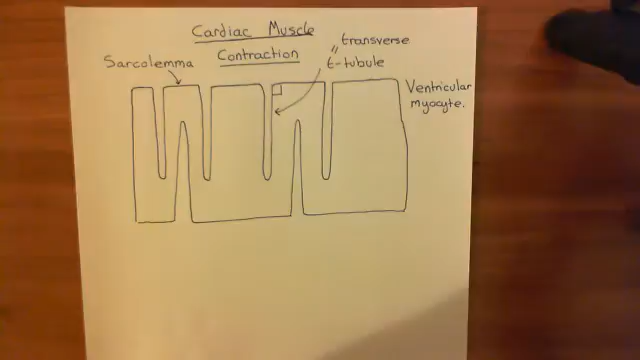 Cardiac Muscle
Contraction
Sarcolemma
"transverse
t-tubule
Ventricular
myocyte.